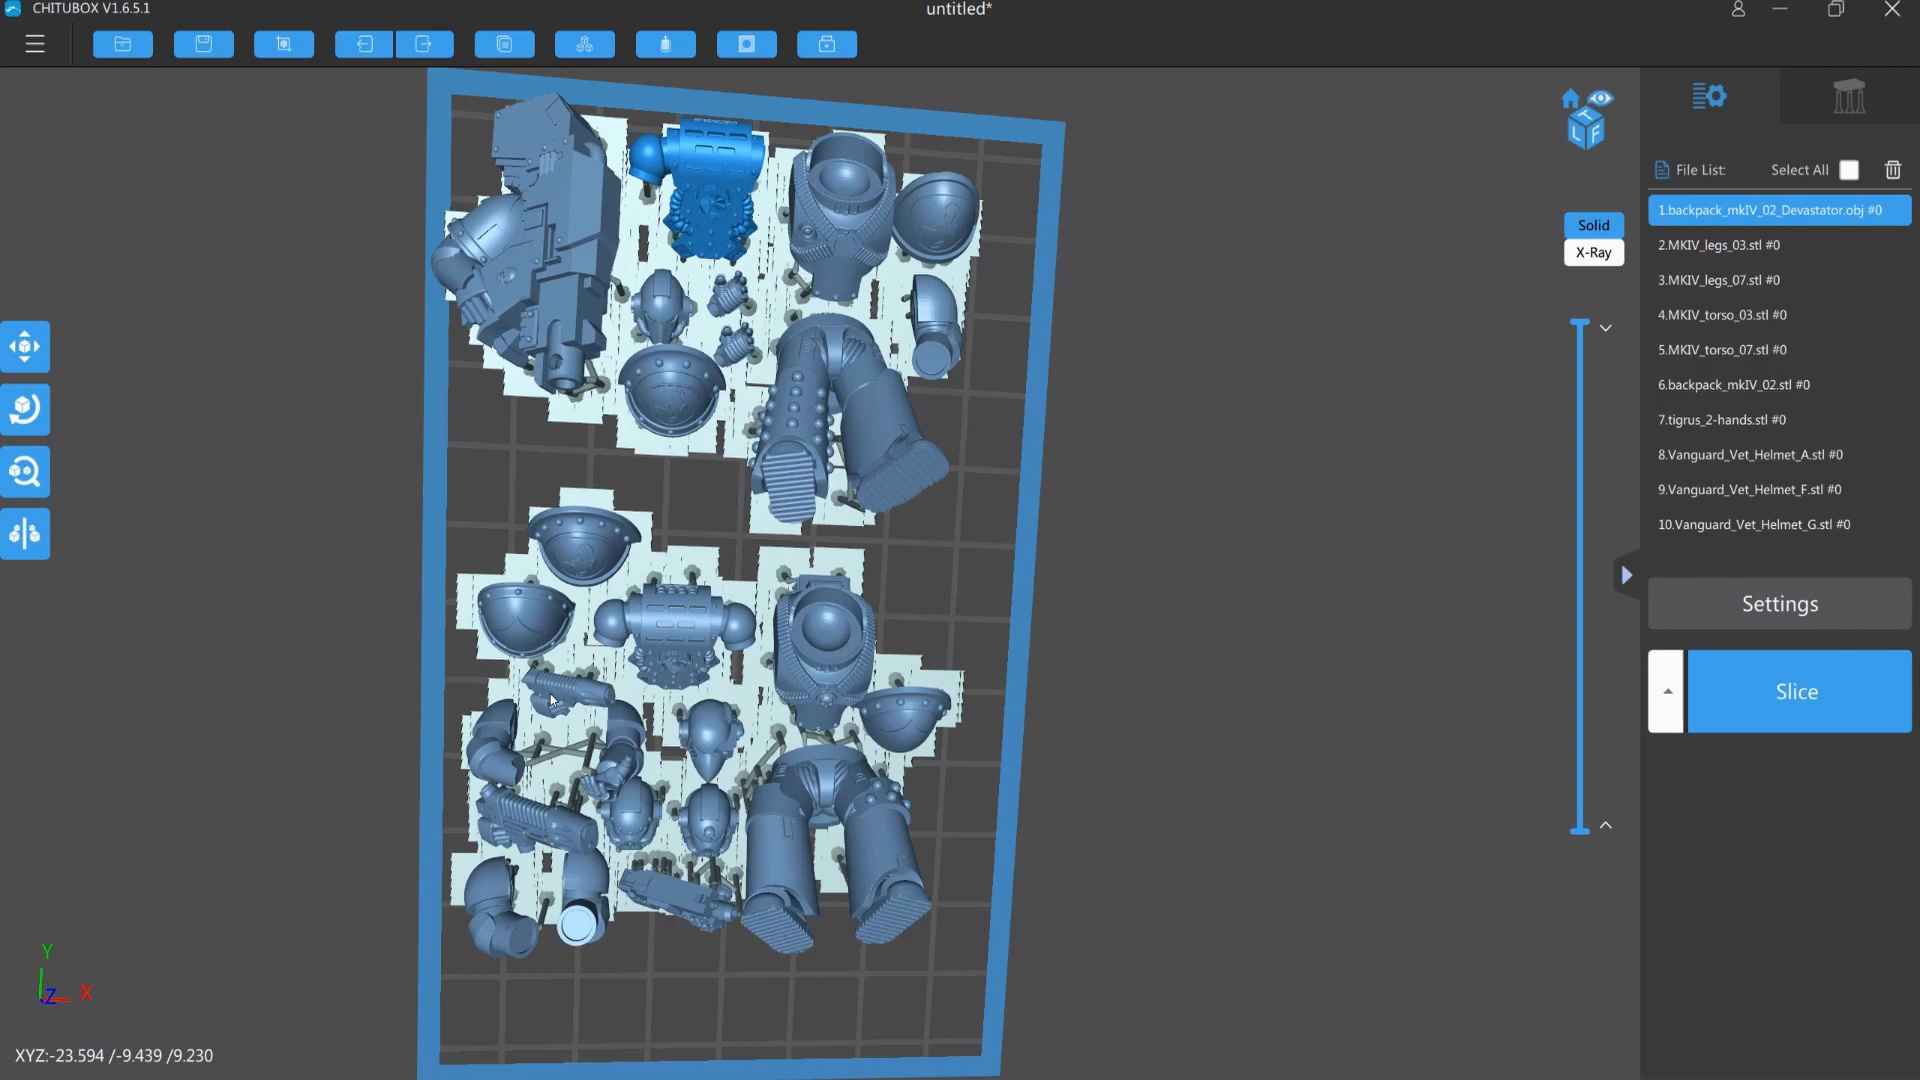 CHITUBOX V1.6.5.1
untitled*
File List:
Select All
1.backpack_mkIV_02_Devastator.obj #0
2.MKIV_legs_03.stl #0
3.MKIV_legs_07.stl #0
4.MKIV_torso_03.stl #0
5.MKIV_torso_07.stl #0
6.backpack_mkIV_02.stl #0
7.tigrus_2-hands.stl #0
8.Vanguard_Vet_Helmet_A.stl #0
9.Vanguard_Vet_Helmet_F.stl #0
10.Vanguard_Vet_Helmet_G.stl #0
T
L F
Solid
X-Ray
Settings
Slice
Y
Z X
XYZ:-23.594 /-9.439 /9.230